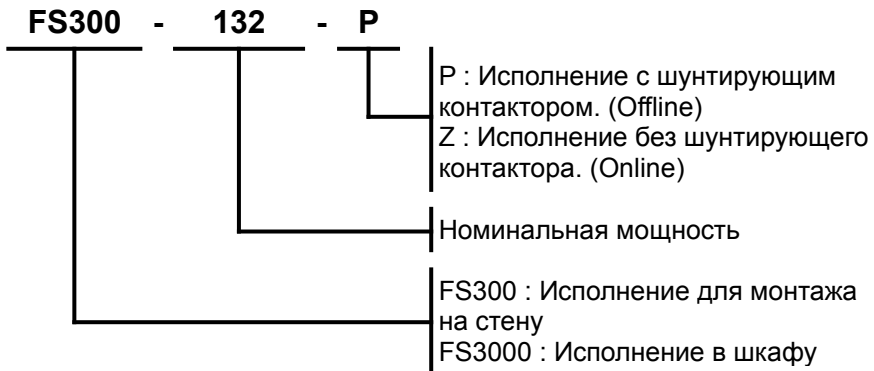 FS300 - 132 - P
P : Исполнение с шунтирующим
контактором. (Offline)
Z : Исполнение без шунтирующего
контактора. (Online)
Номинальная мощность
FS300 : Исполнение для монтажа
на стену
FS3000 : Исполнение в шкафу